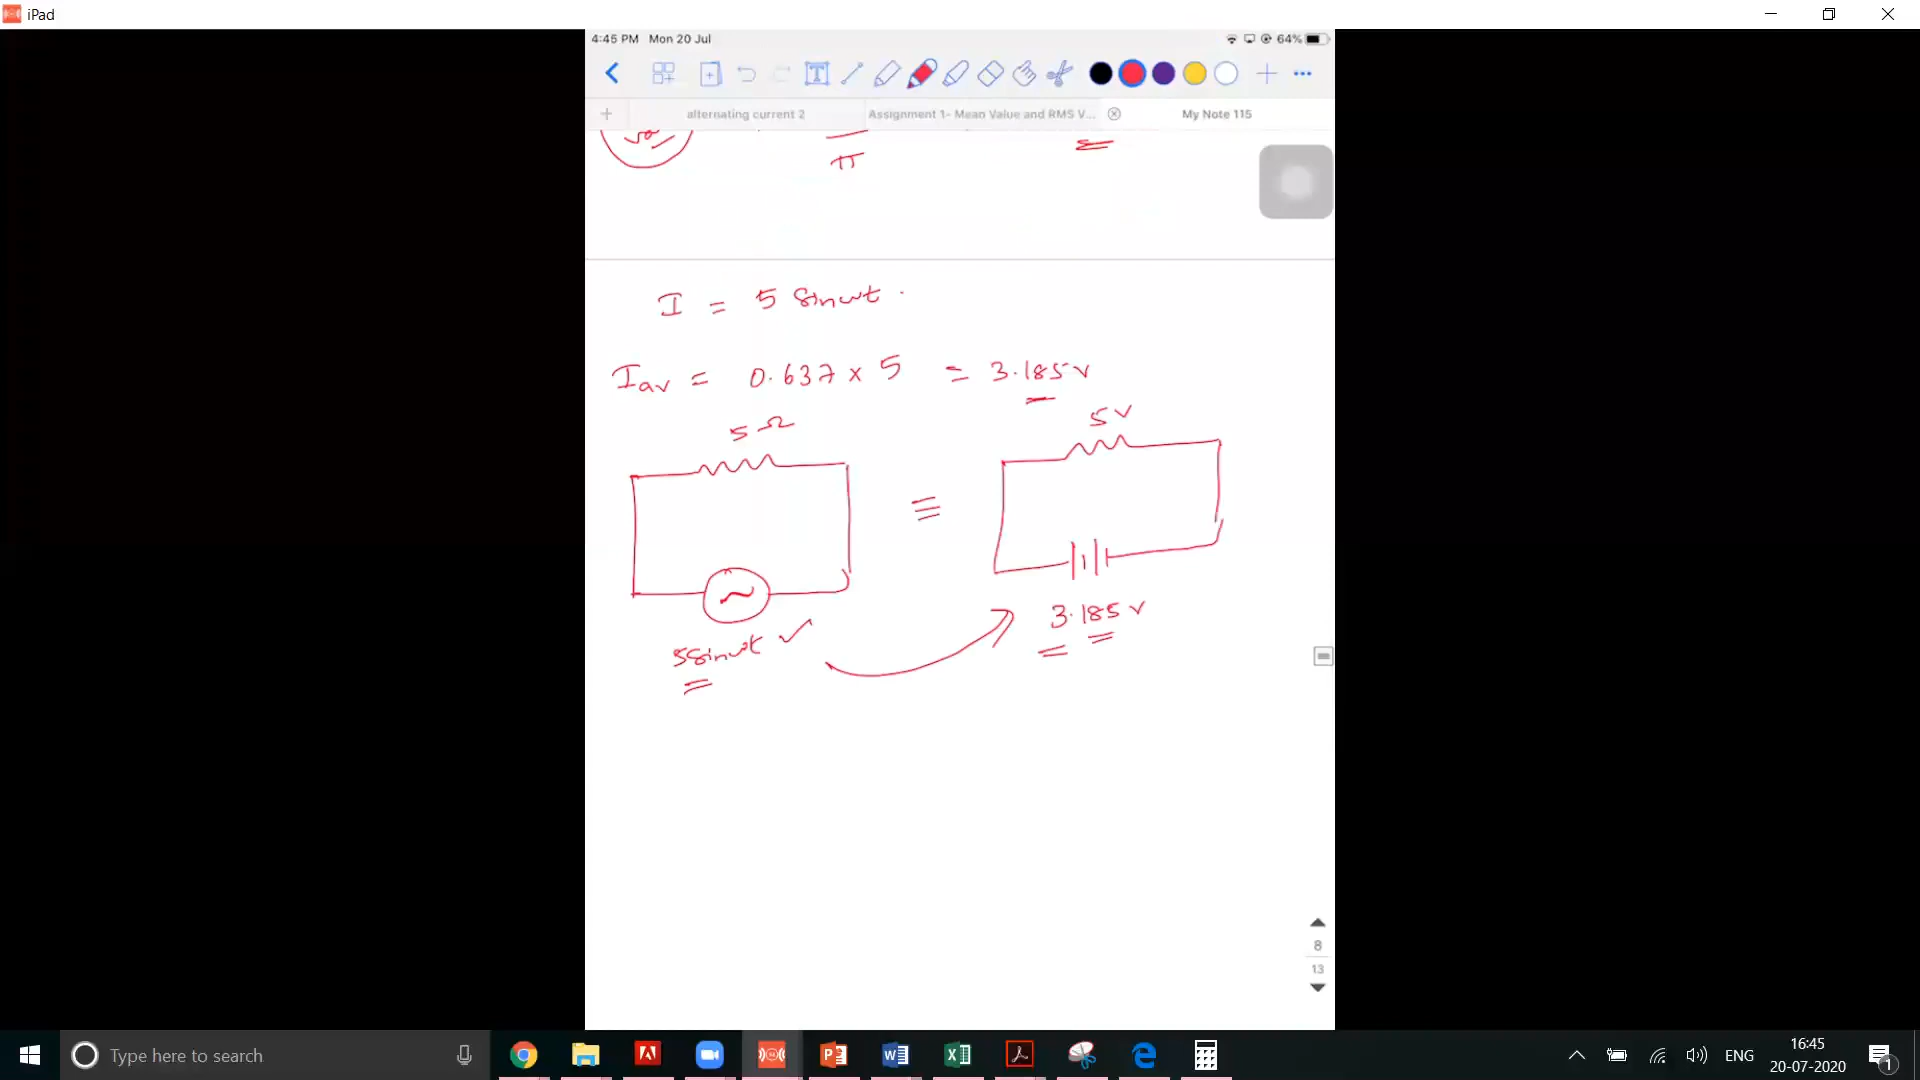 iPad
4:45 PM Mon 20 Jul
64%
alternating current 2
Assignment 1- Mean Value and RMS V...
My Note 115
π
I = 5 Sinωt .
Iav = 0.637 x 5 = 3.185 v
5 Ω
5 v
≡
~
5Sinωt ✓
3.185 v
8
13
Type here to search
ENG
16:45
20-07-2020
1